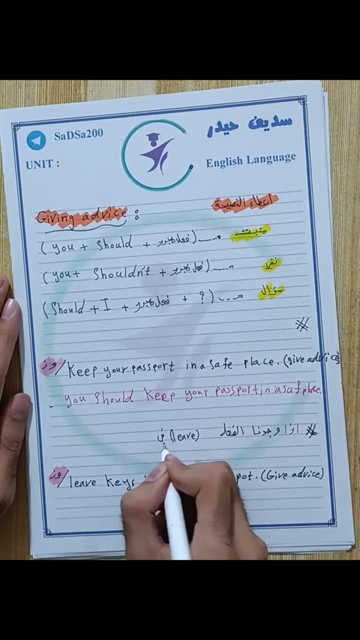 SaDSa200 سديف حيدر
UNIT : English Language
Giving advice : اعطاء النصيحة
(you + Should + فعل مجرد) ← مثبت
(you + Shouldn't + فعل مجرد) ← نفي
(Should + I + فعل مجرد + ?) ← سؤال
Keep your passport in a safe place. (give advice)
you should keep your passport in a safe place.
اذا وجدنا الفعل (leave) في
leave keys pot. (Give advice)